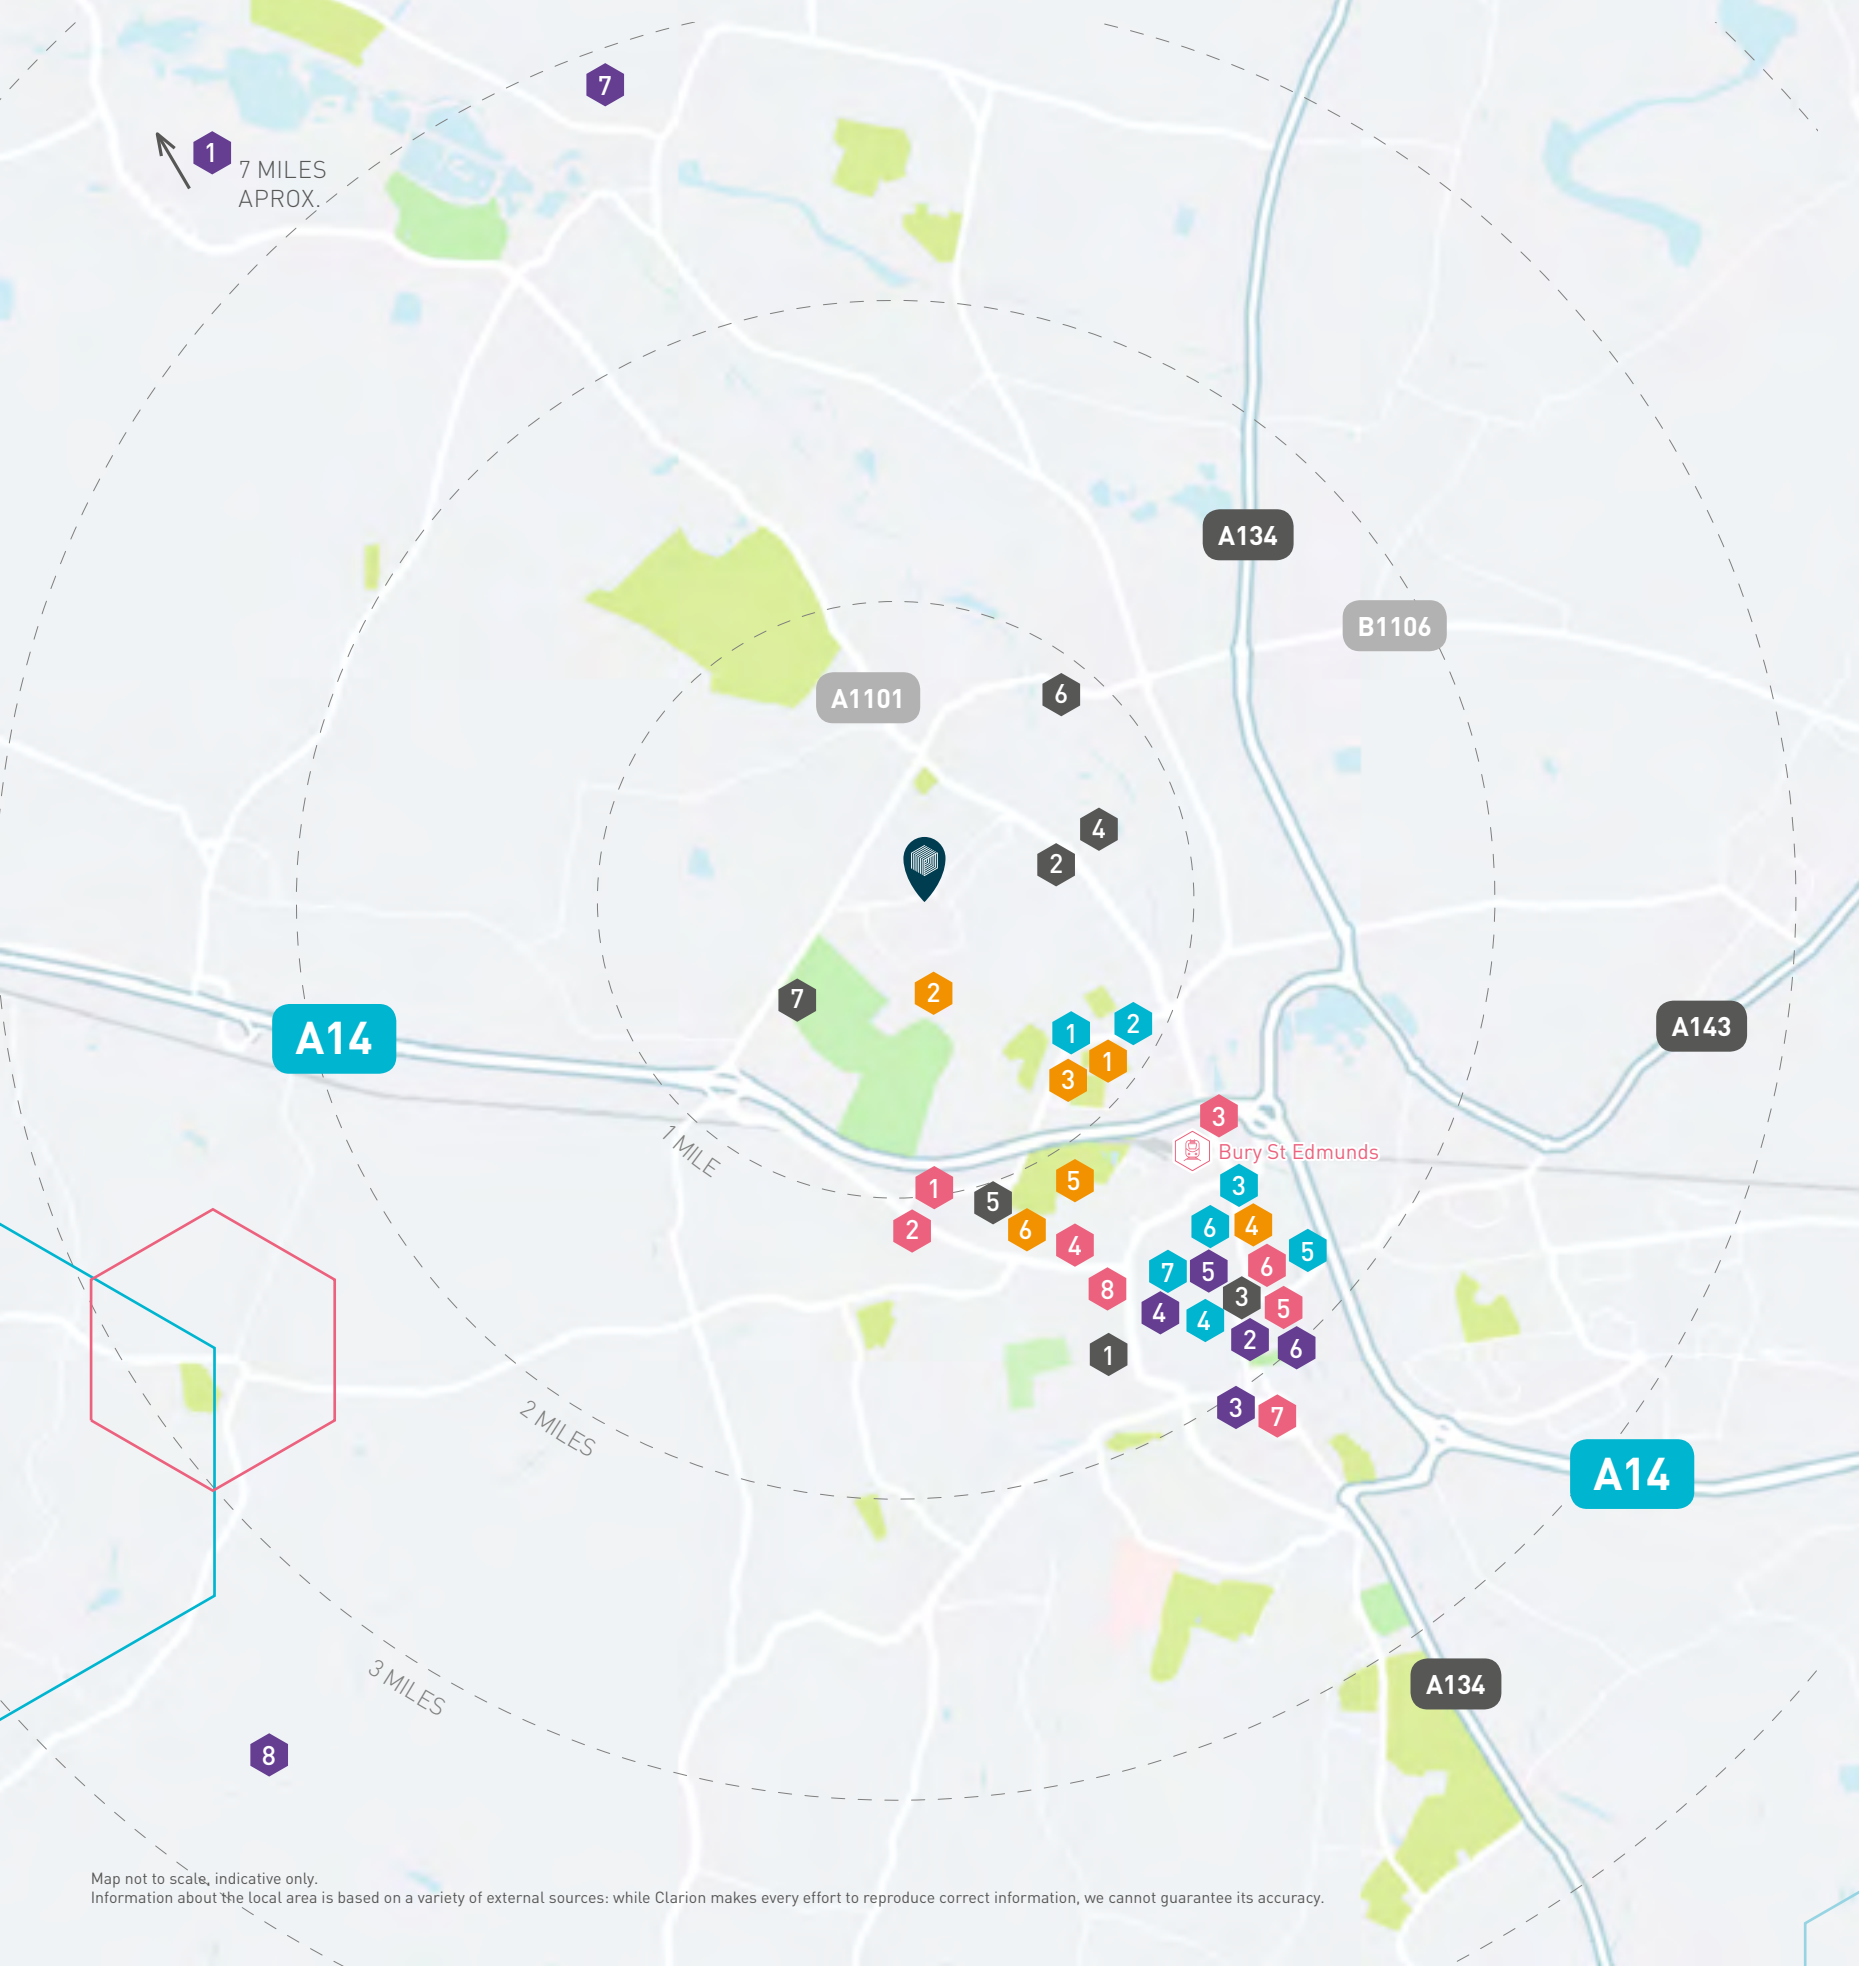 7
1
7 MILES
APROX.
A134
B1106
A1101
6
4
2
7
2
A14
1
2
1
3
A143
3
Bury St Edmunds
1 MILE
5
3
1
5
2
6
4
6
4
5
7
5
6
8
3
5
4
4
2
6
1
3
7
2 MILES
A14
3 MILES
A134
8
Map not to scale, indicative only.
Information about the local area is based on a variety of external sources: while Clarion makes every effort to reproduce correct information, we cannot guarantee its accuracy.